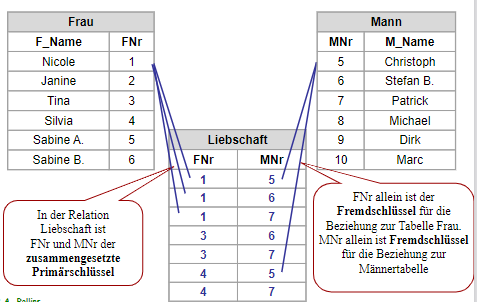 Frau
F_Name FNr
Nicole 1
Janine 2
Tina 3
Silvia 4
Sabine A. 5
Sabine B. 6
Mann
MNr M_Name
5 Christoph
6 Stefan B.
7 Patrick
8 Michael
9 Dirk
10 Marc
Liebschaft
FNr MNr
1 5
1 6
1 7
3 6
3 7
4 5
4 7
In der Relation
Liebschaft ist
FNr und MNr der
zusammengesetzte
Primärschlüssel
FNr allein ist der
Fremdschlüssel für die
Beziehung zur Tabelle Frau.
MNr allein ist Fremdschlüssel
für die Beziehung zur
Männertabelle